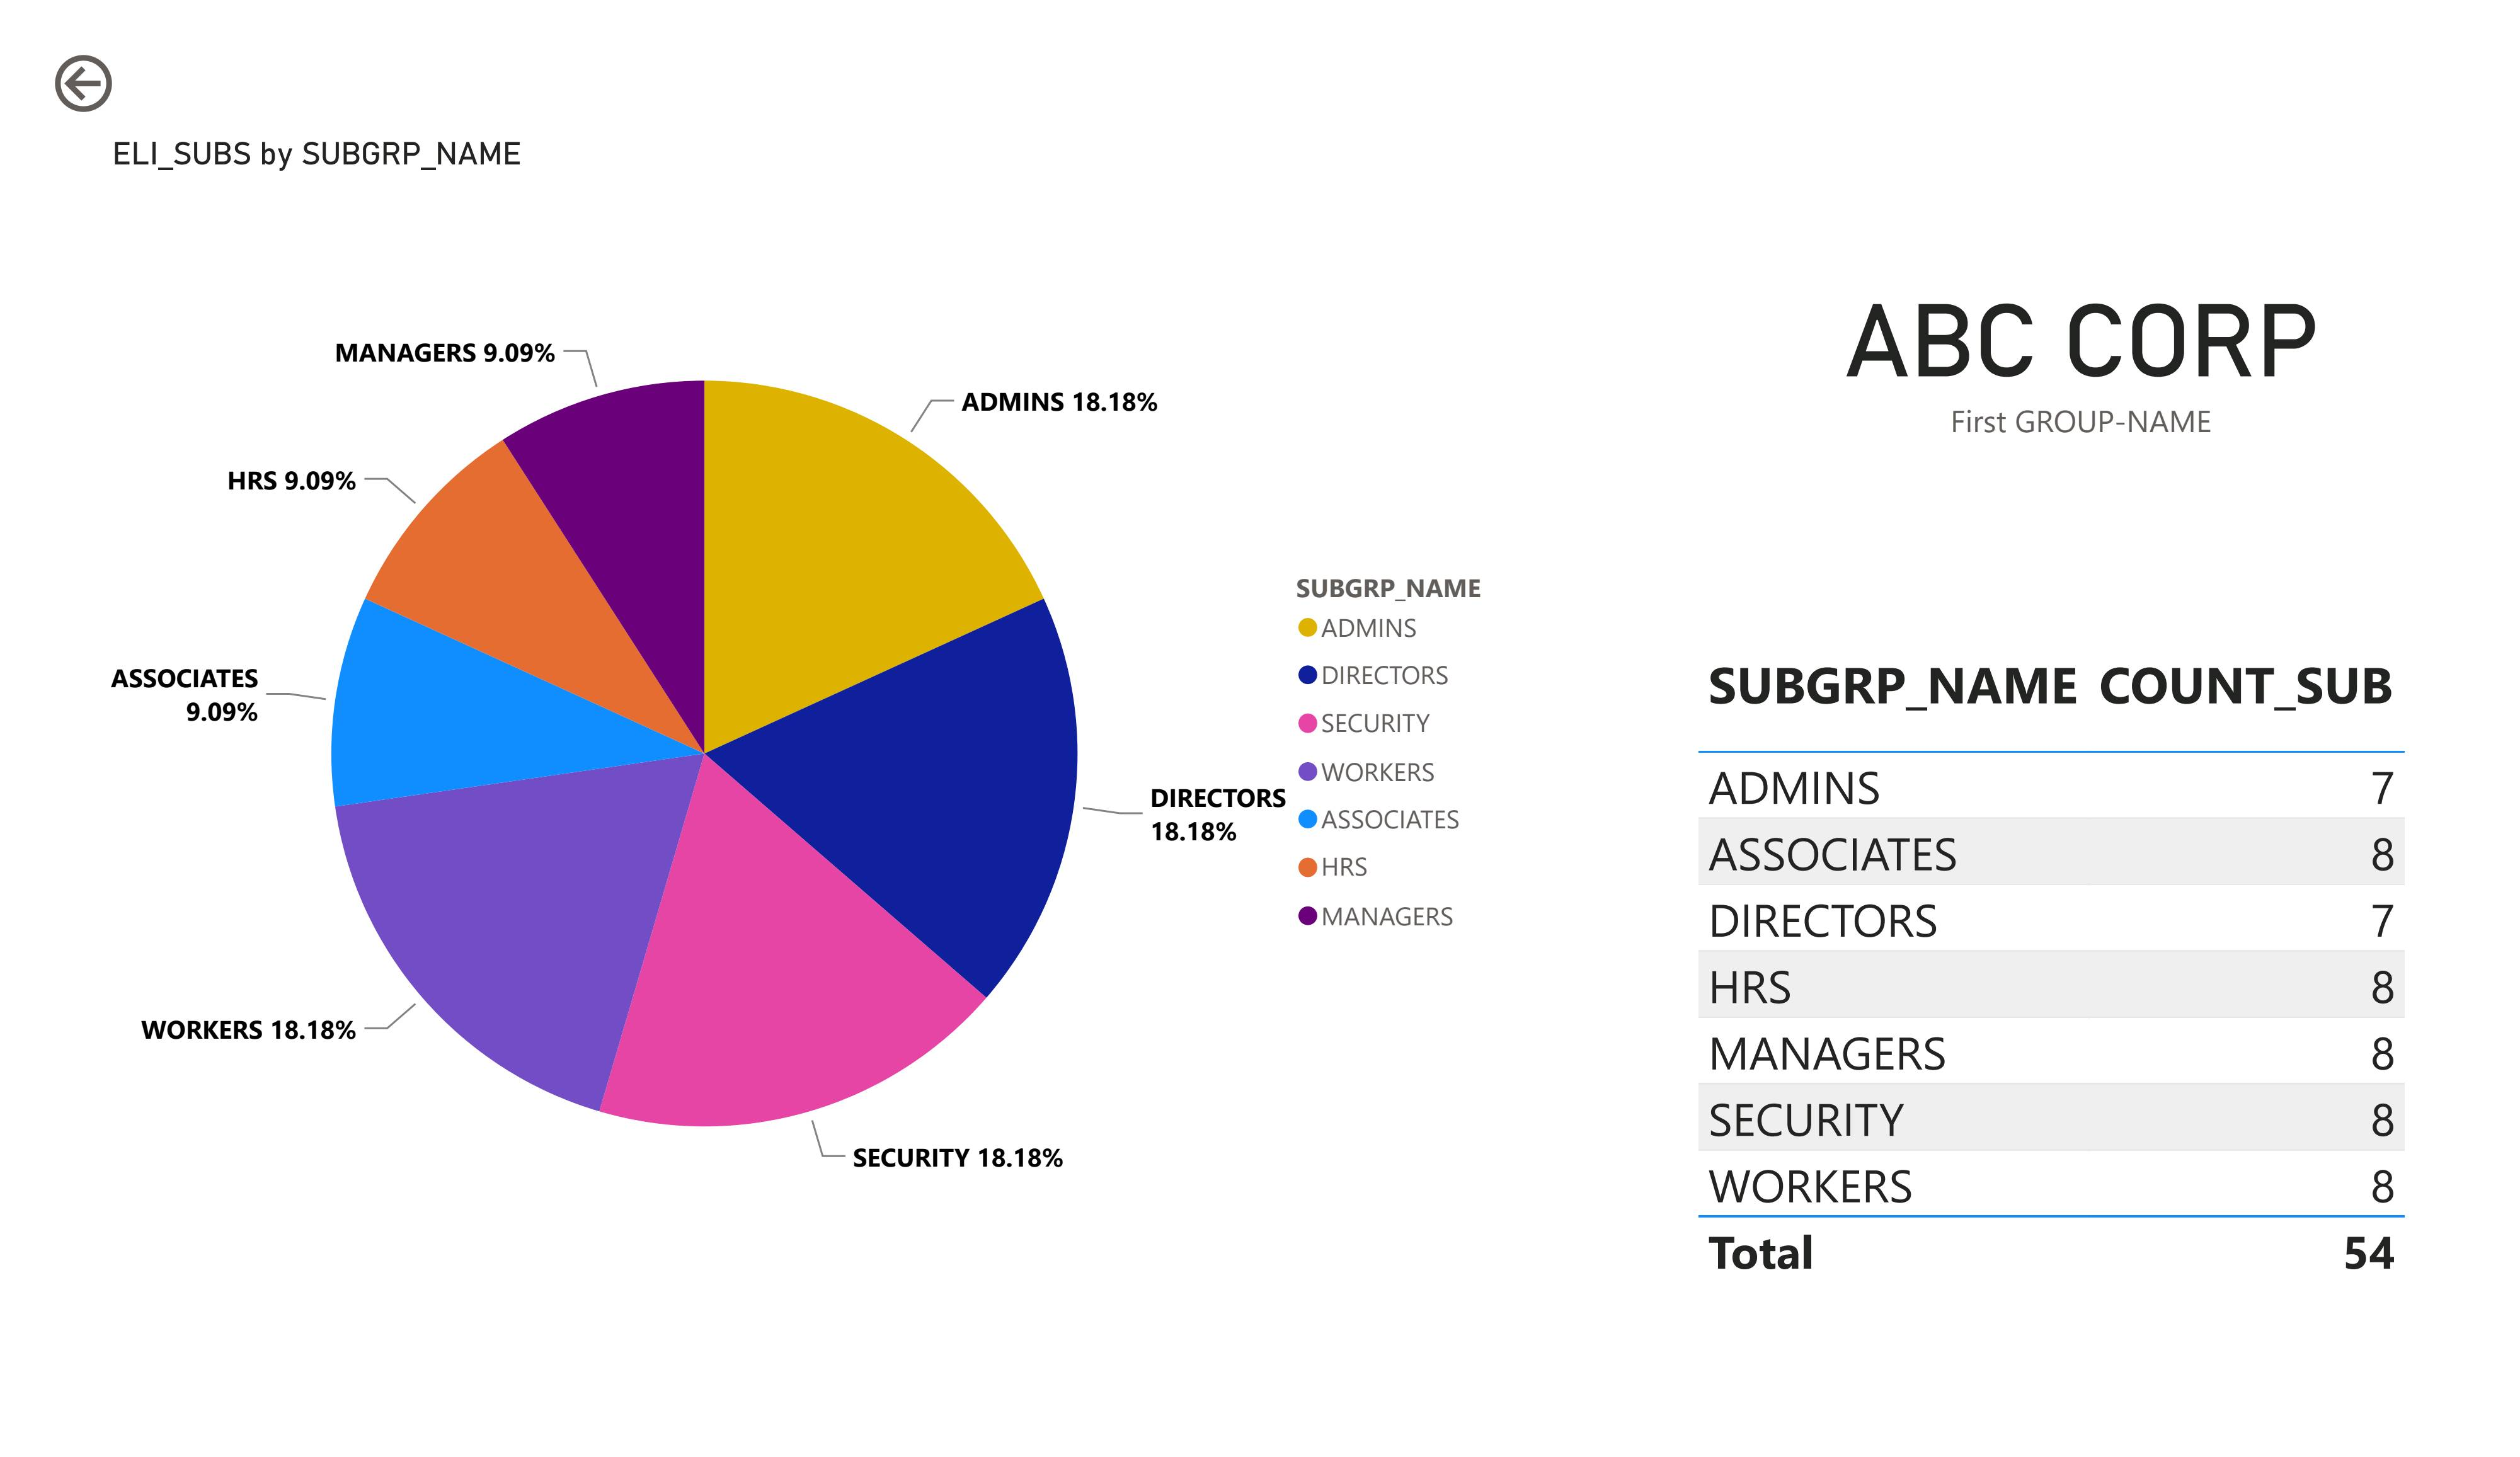 ELI_SUBS by SUBGRP_NAME
MANAGERS 9.09%
ADMINS 18.18%
HRS 9.09%
ASSOCIATES
9.09%
DIRECTORS
18.18%
WORKERS 18.18%
SECURITY 18.18%
SUBGRP_NAME
ADMINS
DIRECTORS
SECURITY
WORKERS
ASSOCIATES
HRS
MANAGERS
ABC CORP
First GROUP-NAME
SUBGRP_NAME COUNT_SUB
ADMINS 7
ASSOCIATES 8
DIRECTORS 7
HRS 8
MANAGERS 8
SECURITY 8
WORKERS 8
Total 54